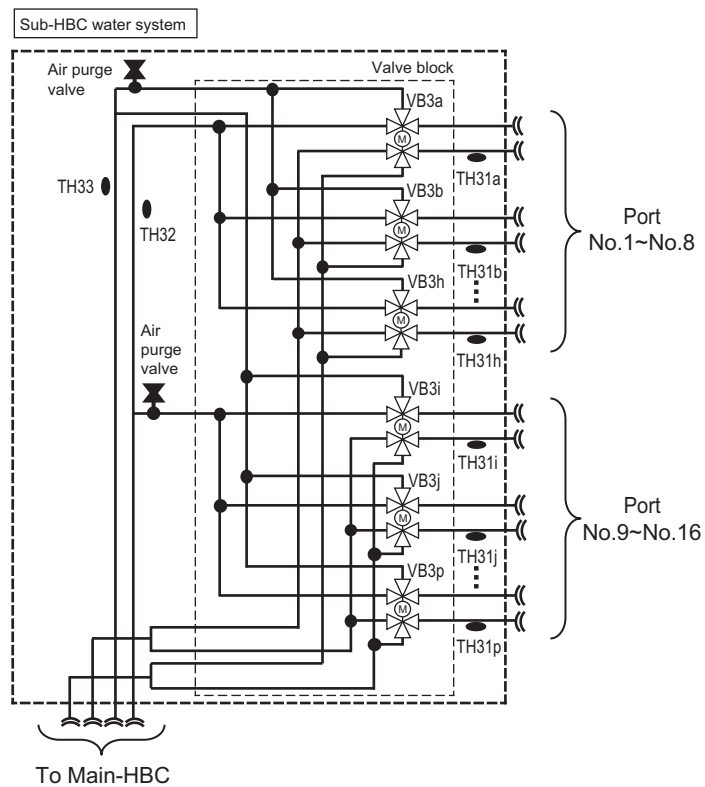 Sub-HBC water system
Air purge
valve
Valve block
VB3a
M
TH31a
TH33
TH32
VB3b
M
TH31b
VB3h
M
TH31h
Port
No.1~No.8
Air
purge
valve
VB3i
M
TH31i
VB3j
M
TH31j
VB3p
M
TH31p
Port
No.9~No.16
To Main-HBC